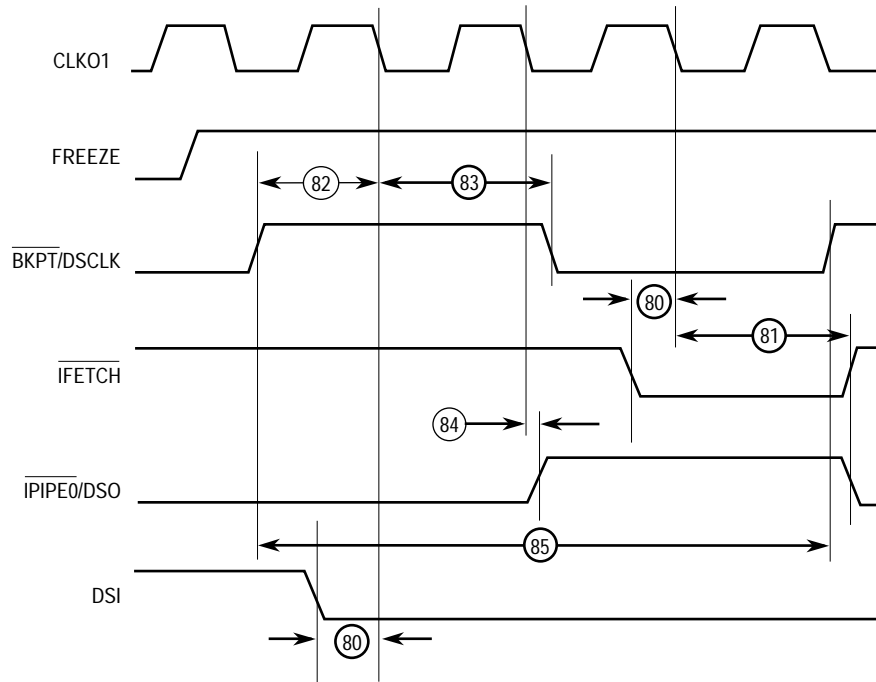 CLKO1
FREEZE
82
83
BKPT/DSCLK
80
81
IFETCH
84
IPIPE0/DSO
85
DSI
80